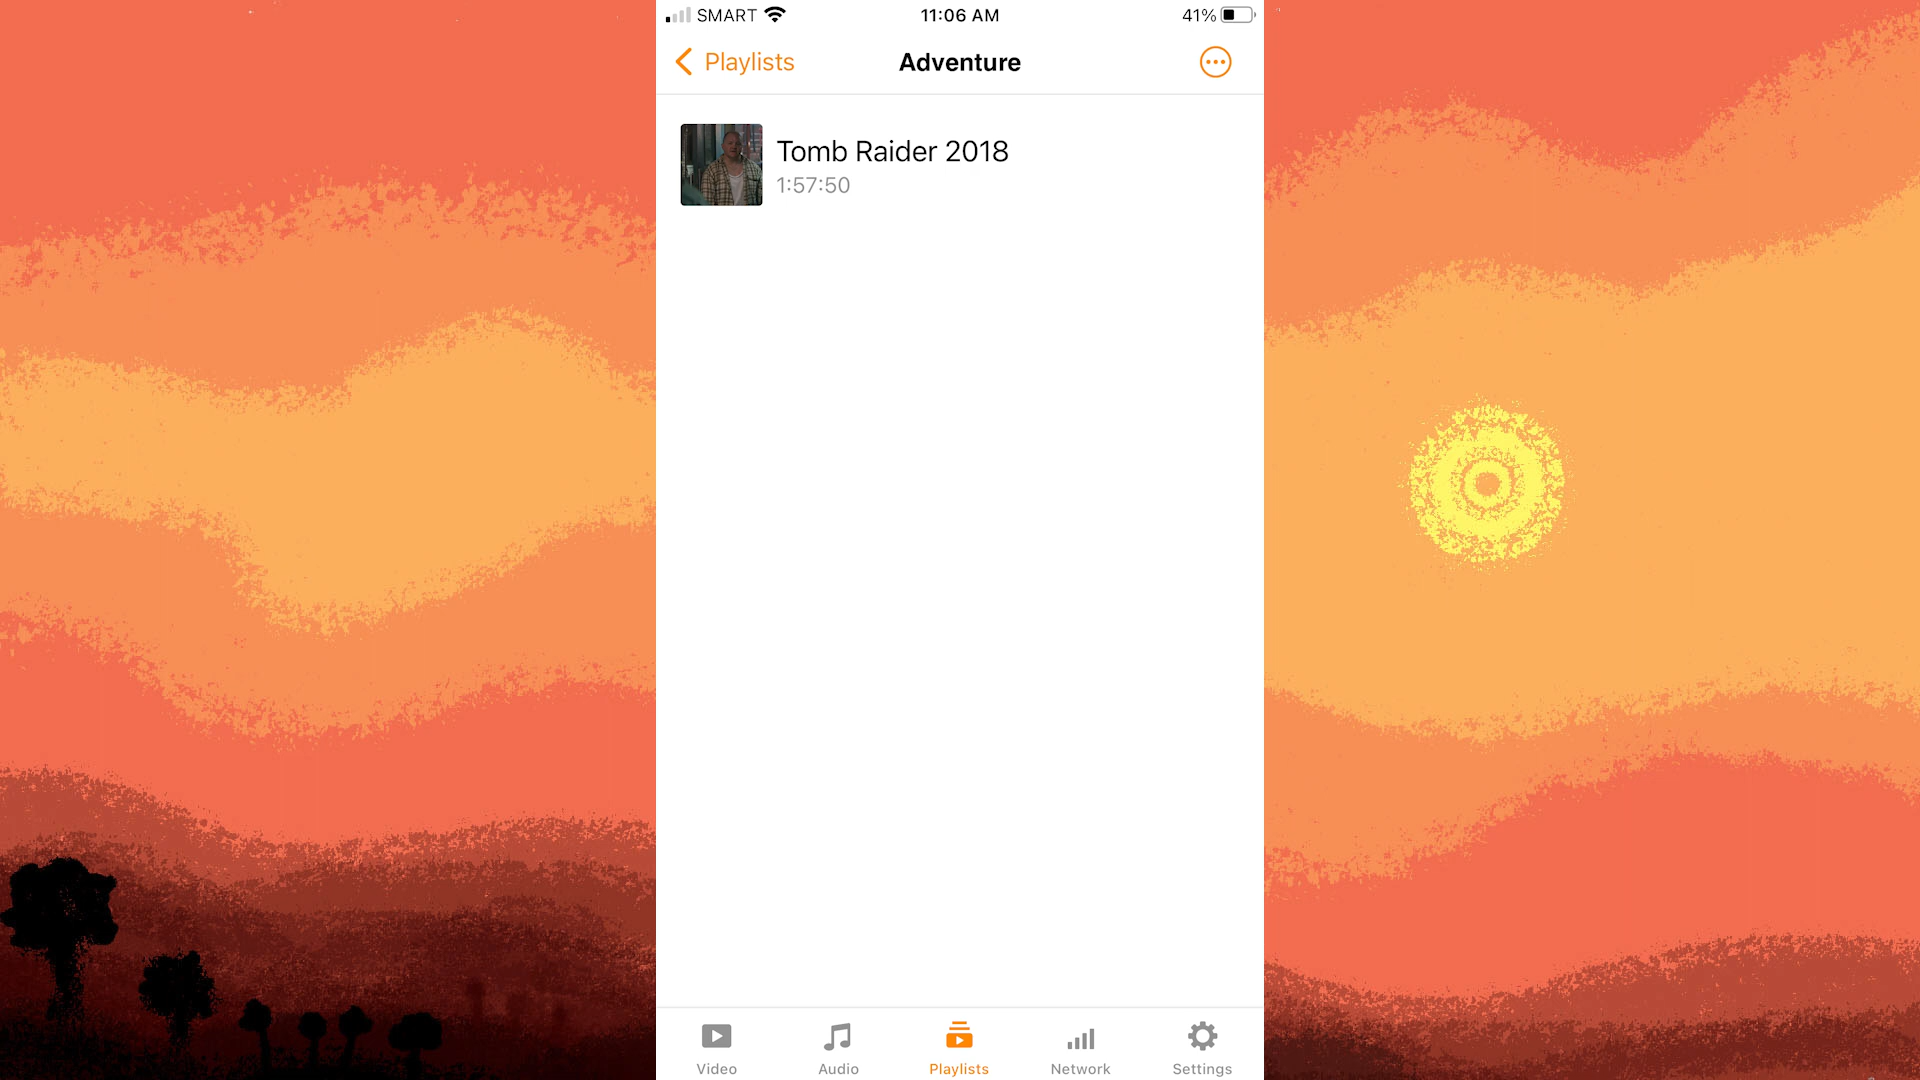 SMART 11:06 AM 41%
Playlists Adventure
Tomb Raider 2018
1:57:50
Video Audio Playlists Network Settings